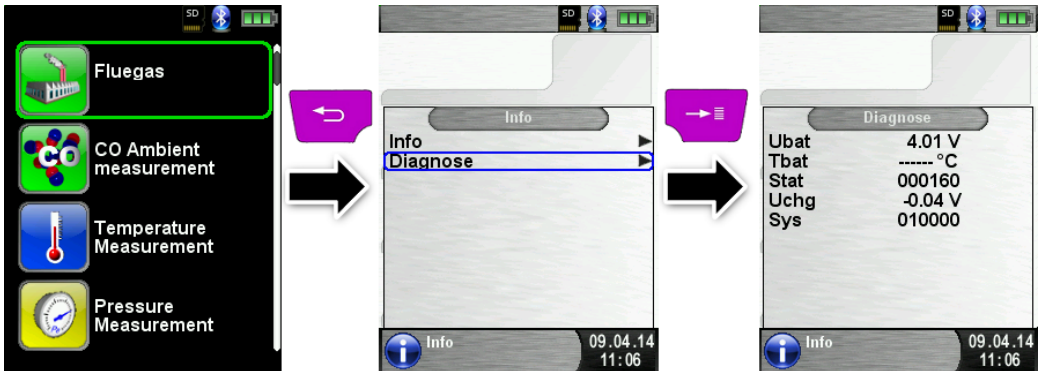 SD
Fluegas
CO
CO Ambient
measurement
Temperature
Measurement
Pressure
Measurement
SD
Info
Info
Diagnose
Info
09.04.14
11:06
SD
Diagnose
Ubat 4.01 V
Tbat ------ °C
Stat 000160
Uchg -0.04 V
Sys 010000
Info
09.04.14
11:06